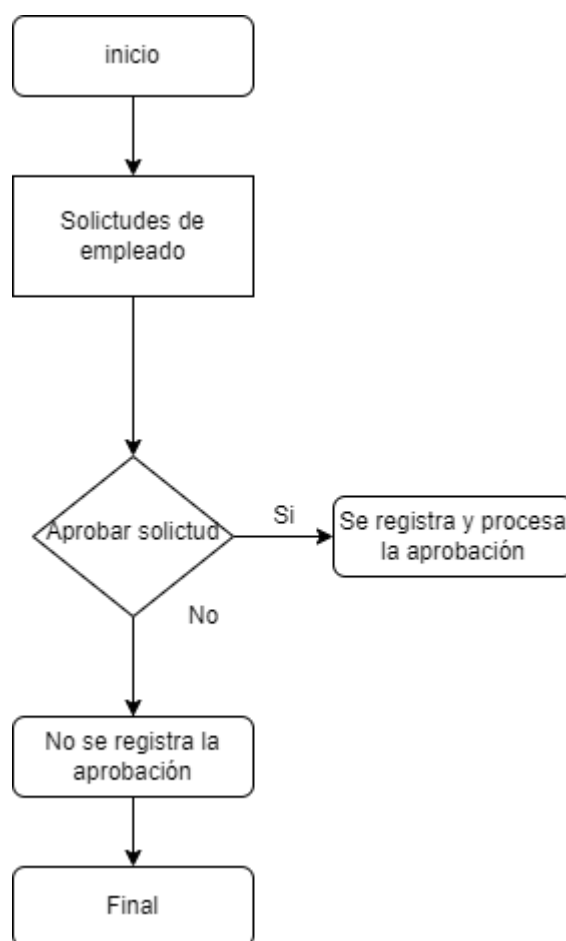 inicio
Solictudes de
empleado
Aprobar solictud
Si
Se registra y procesa
la aprobación
No
No se registra la
aprobación
Final